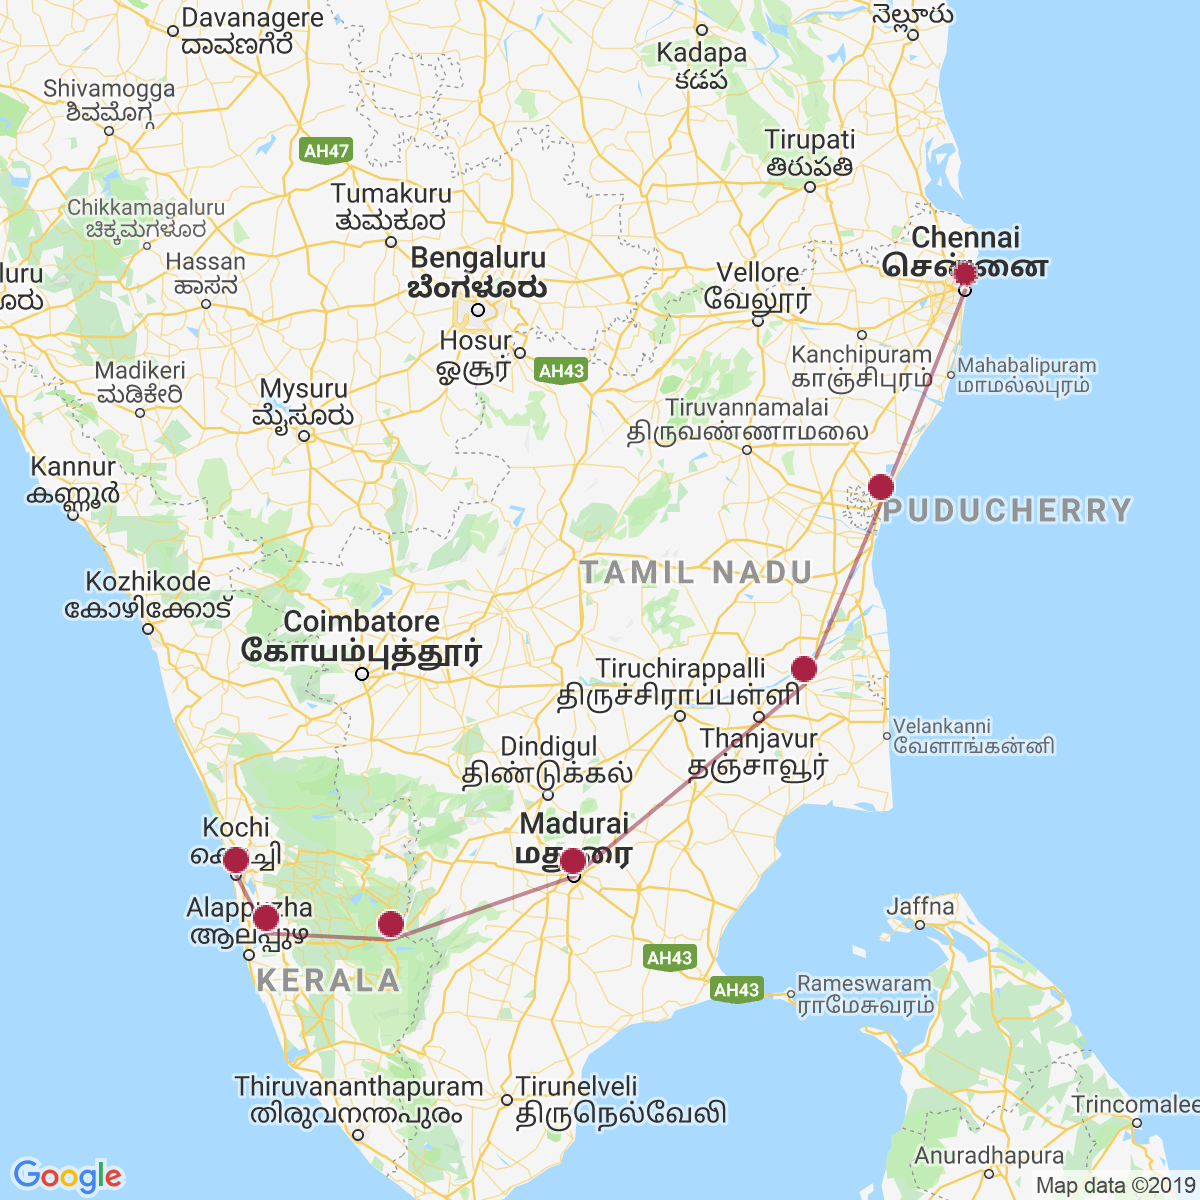 Davanagere
ದಾವಣಗೆರೆ
Kadapa
కడప
నెల్లూరు
Shivamogga
ಶಿವಮೊಗ್ಗ
AH47
Tirupati
తిరుపతి
Tumakuru
ತುಮಕೂರ
Chikkamagaluru
ಚಿಕ್ಕಮಗಳೂರ
Hassan
ಹಾಸನ
Bengaluru
ಬೆಂಗಳೂರು
Chennai
சென்னை
Vellore
வேலூர்
luru
ೂರು
Hosur
ஓசூர்
AH43
Kanchipuram
காஞ்சிபுரம்
Mahabalipuram
மாமல்லபுரம்
Madikeri
ಮಡಿಕೇರಿ
Mysuru
ಮೈಸೂರು
Tiruvannamalai
திருவண்ணாமலை
Kannur
കണ്ണൂർ
PUDUCHERRY
TAMIL NADU
Kozhikode
കോഴിക്കോട്
Coimbatore
கோயம்புத்தூர்
Tiruchirappalli
திருச்சிராப்பள்ளி
Velankanni
வேளாங்கன்னி
Thanjavur
தஞ்சாவூர்
Dindigul
திண்டுக்கல்
Madurai
மதுரை
Kochi
കൊച്ചി
Alappuzha
ആലപ്പുഴ
KERALA
Jaffna
AH43
AH43
Rameswaram
ராமேசுவரம்
Thiruvananthapuram
തിരുവനന്തപുരം
Tirunelveli
திருநெல்வேலி
Trincomalee
Anuradhapura
Google
Map data ©2019